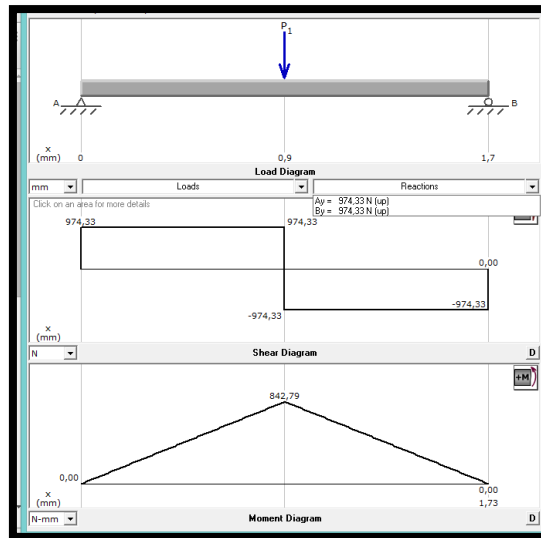 P1
A
B
x
(mm)
0
0,9
1,7
Load Diagram
mm
Loads
Reactions
Ay = 974,33 N (up)
By = 974,33 N (up)
Click on an area for more details
974,33
974,33
0,00
-974,33
-974,33
x
(mm)
N
Shear Diagram
D
+M
842,79
0,00
0,00
x
(mm)
1,73
N-mm
Moment Diagram
D